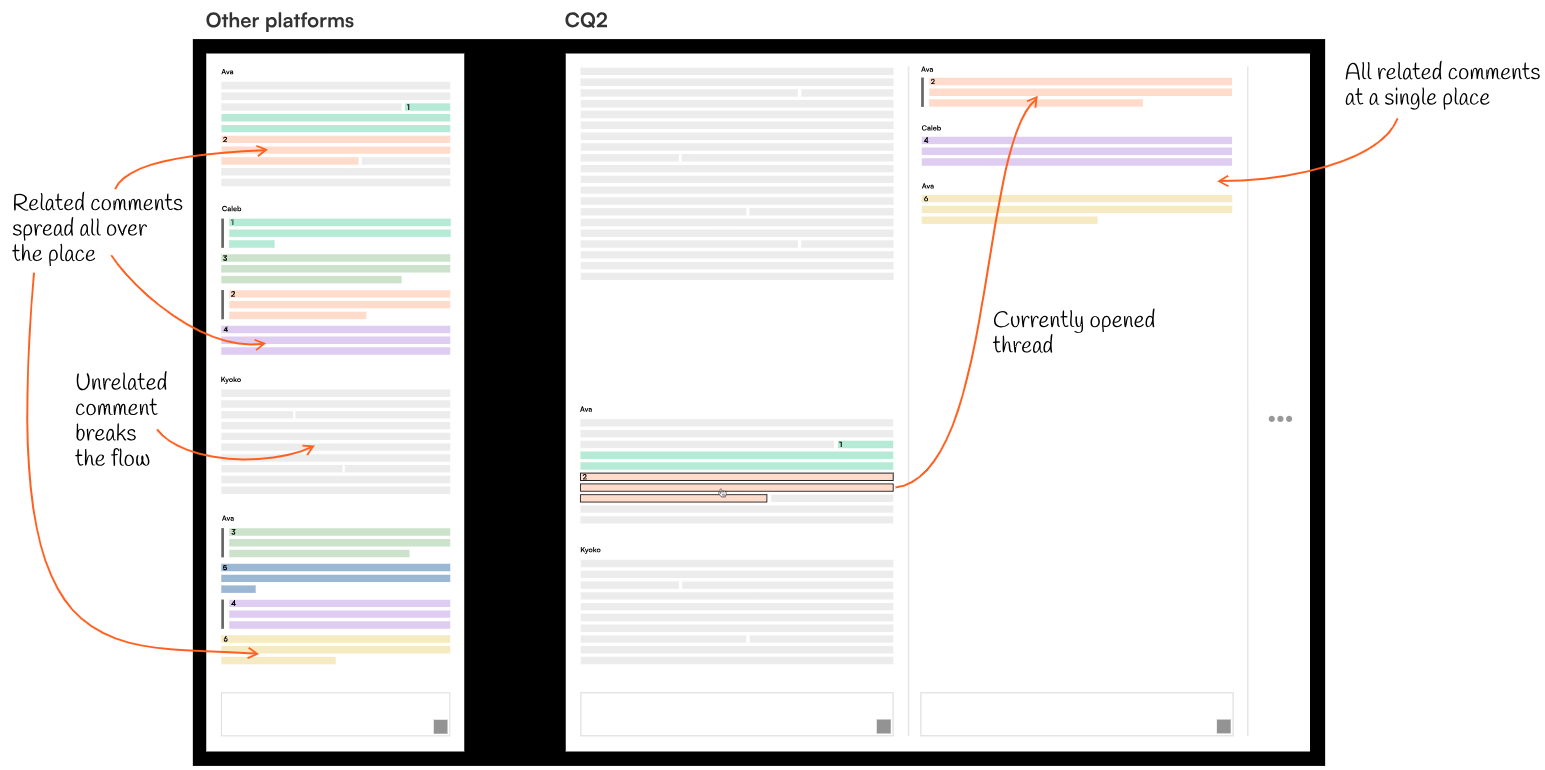 Other platforms
CQ2
Ava
1
2
Caleb
1
3
2
4
Kyoko
Ava
3
5
4
6
Related comments
spread all over
the place
Unrelated
comment
breaks
the flow
Ava
1
2
Kyoko
Ava
2
Caleb
4
Ava
6
Currently opened
thread
All related comments
at a single place